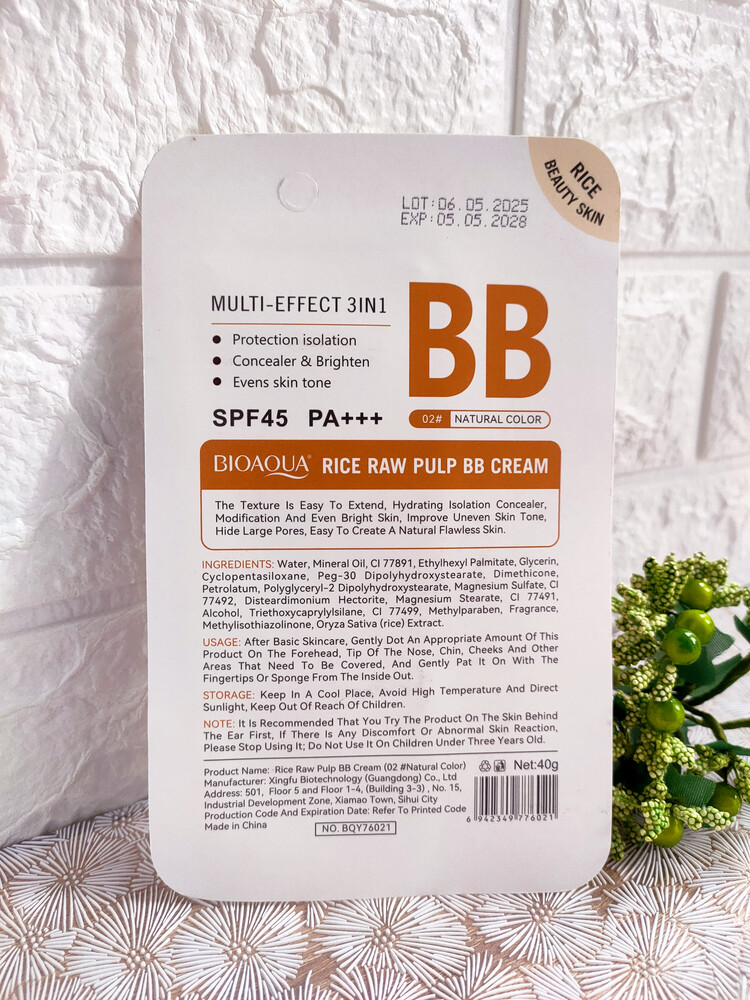 RICE
BEAUTY SKIN
LOT:06.05.2025
EXP:05.05.2028
MULTI-EFFECT 3IN1
● Protection isolation
● Concealer & Brighten
● Evens skin tone
BB
SPF45 PA+++
02# NATURAL COLOR
BIOAQUA® RICE RAW PULP BB CREAM
The Texture Is Easy To Extend, Hydrating Isolation Concealer,
Modification And Even Bright Skin, Improve Uneven Skin Tone,
Hide Large Pores, Easy To Create A Natural Flawless Skin.
INGREDIENTS: Water, Mineral Oil, CI 77891, Ethylhexyl Palmitate, Glycerin,
Cyclopentasiloxane, Peg-30 Dipolyhydroxystearate, Dimethicone,
Petrolatum, Polyglyceryl-2 Dipolyhydroxystearate, Magnesium Sulfate, CI
77492, Disteardimonium Hectorite, Magnesium Stearate, CI 77491,
Alcohol, Triethoxycaprylylsilane, CI 77499, Methylparaben, Fragrance,
Methylisothiazolinone, Oryza Sativa (rice) Extract.
USAGE: After Basic Skincare, Gently Dot An Appropriate Amount Of This
Product On The Forehead, Tip Of The Nose, Chin, Cheeks And Other
Areas That Need To Be Covered, And Gently Pat It On With The
Fingertips Or Sponge From The Inside Out.
STORAGE: Keep In A Cool Place, Avoid High Temperature And Direct
Sunlight, Keep Out Of Reach Of Children.
NOTE: It Is Recommended That You Try The Product On The Skin Behind
The Ear First, If There Is Any Discomfort Or Abnormal Skin Reaction,
Please Stop Using It; Do Not Use It On Children Under Three Years Old.
Product Name: Rice Raw Pulp BB Cream (02 #Natural Color)
Manufacturer: Xingfu Biotechnology (Guangdong) Co., Ltd
Address: 501, Floor 5 and Floor 1-4, (Building 3-3) , No. 15,
Industrial Development Zone, Xiamao Town, Sihui City
Production Code And Expiration Date: Refer To Printed Code
Made in China
NO. BQY76021
Net:40g
6 942349 776021